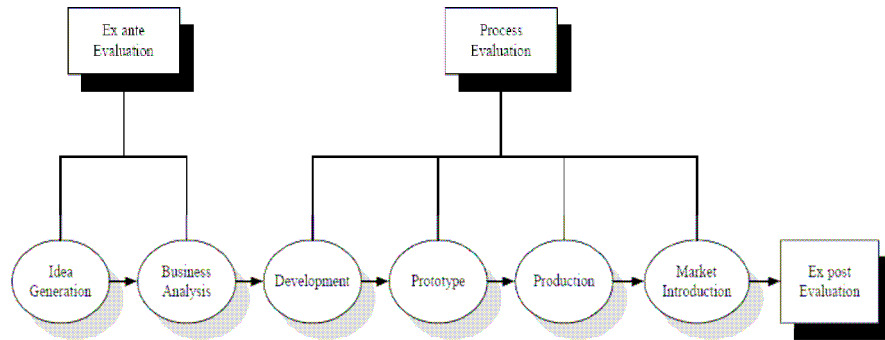 Ex ante
Evaluation
Process
Evaluation
Idea
Generation
Business
Analysis
Development
Prototype
Production
Market
Introduction
Ex post
Evaluation